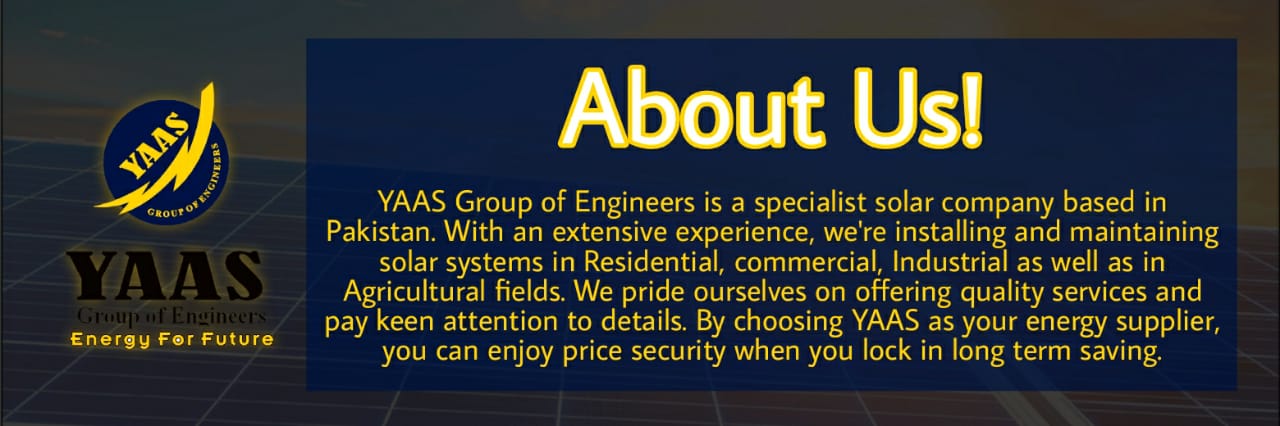 YAAS
GROUP OF ENGINEERS
YAAS
Group of Engineers
Energy For Future
About Us!
YAAS Group of Engineers is a specialist solar company based in
Pakistan. With an extensive experience, we're installing and maintaining
solar systems in Residential, commercial, Industrial as well as in
Agricultural fields. We pride ourselves on offering quality services and
pay keen attention to details. By choosing YAAS as your energy supplier,
you can enjoy price security when you lock in long term saving.